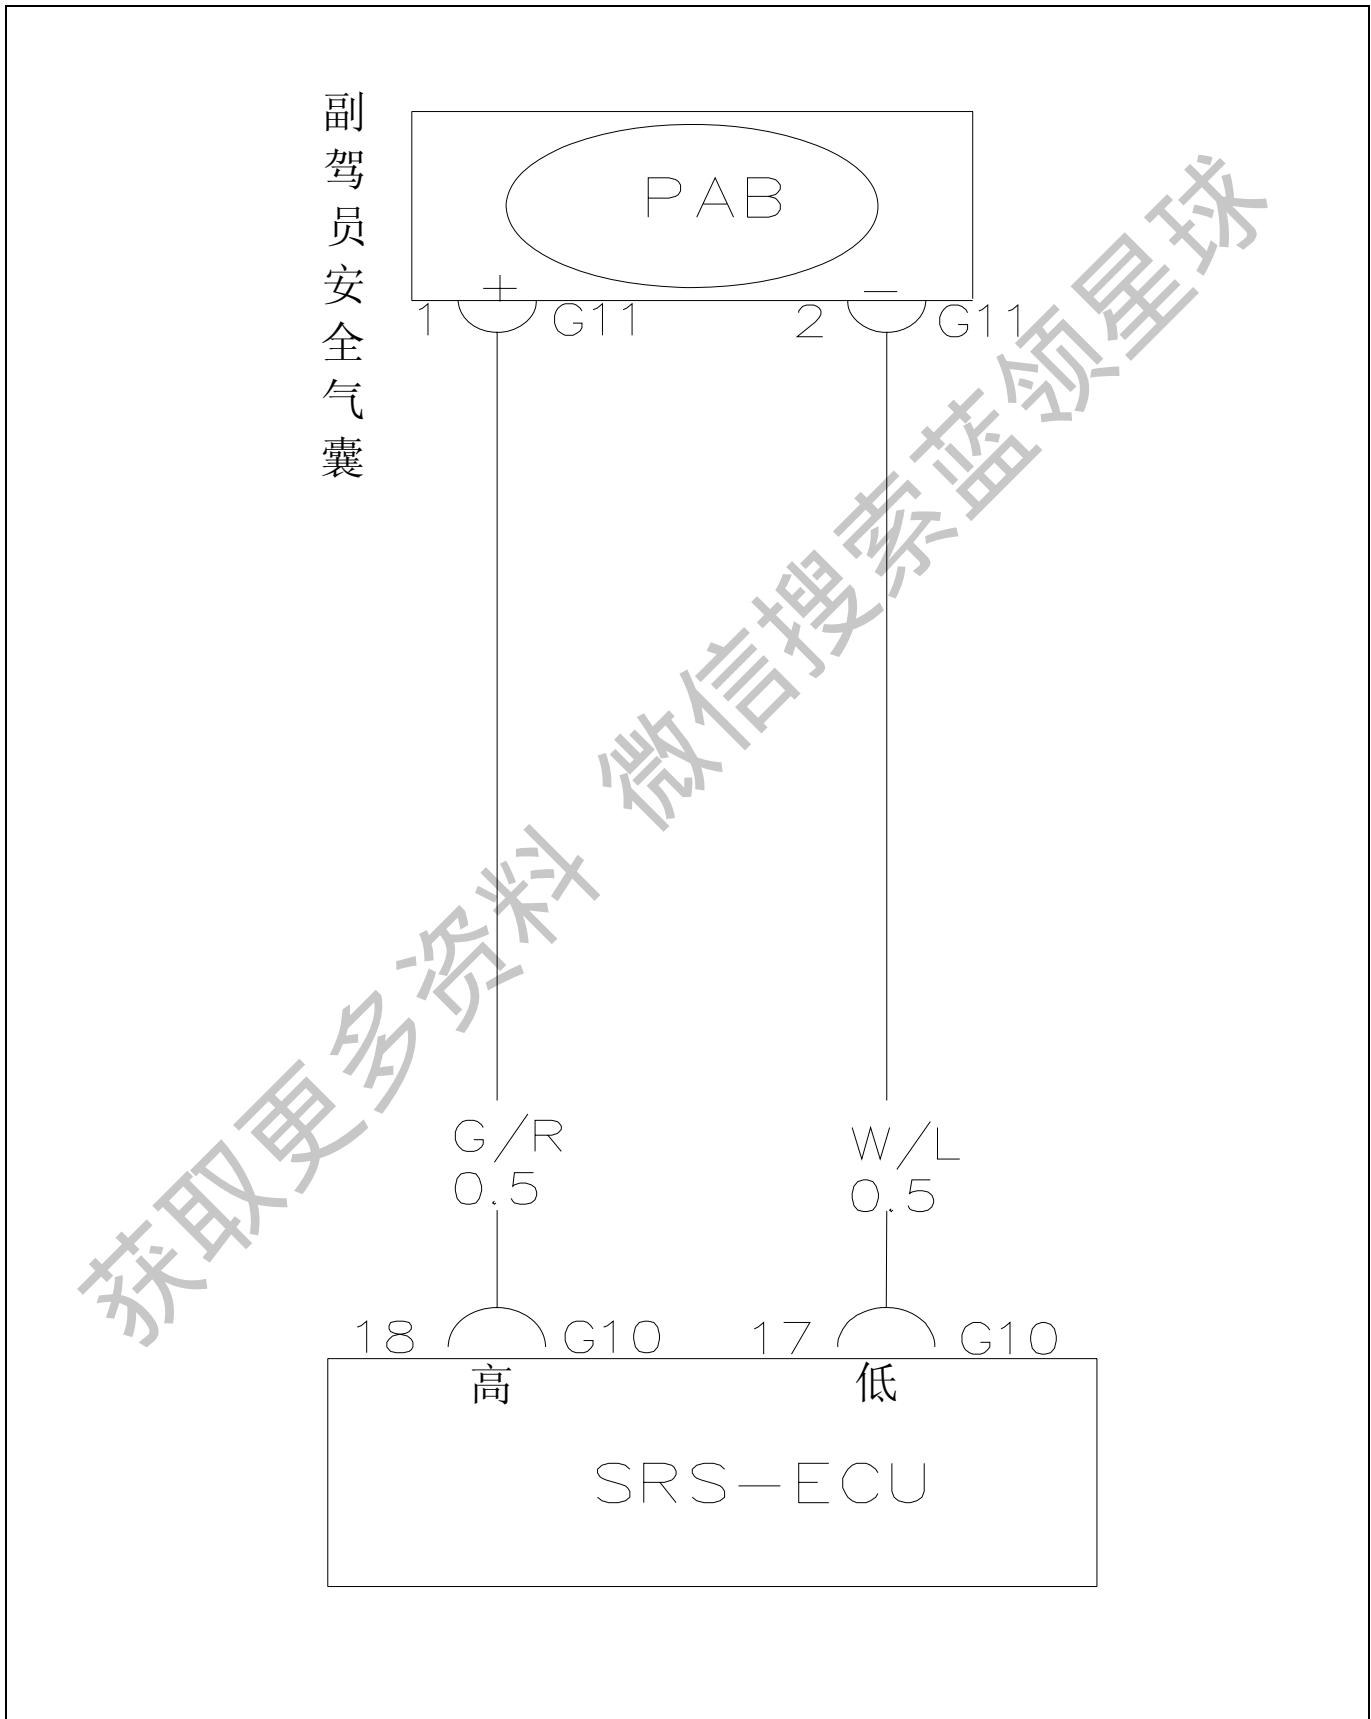 副驾员安全气囊
PAB
+ −
1 G11 2 G11
G/R W/L
0.5 0.5
18 G10 17 G10
高 低
SRS-ECU
获取更多资料 微信搜索蓝领星球